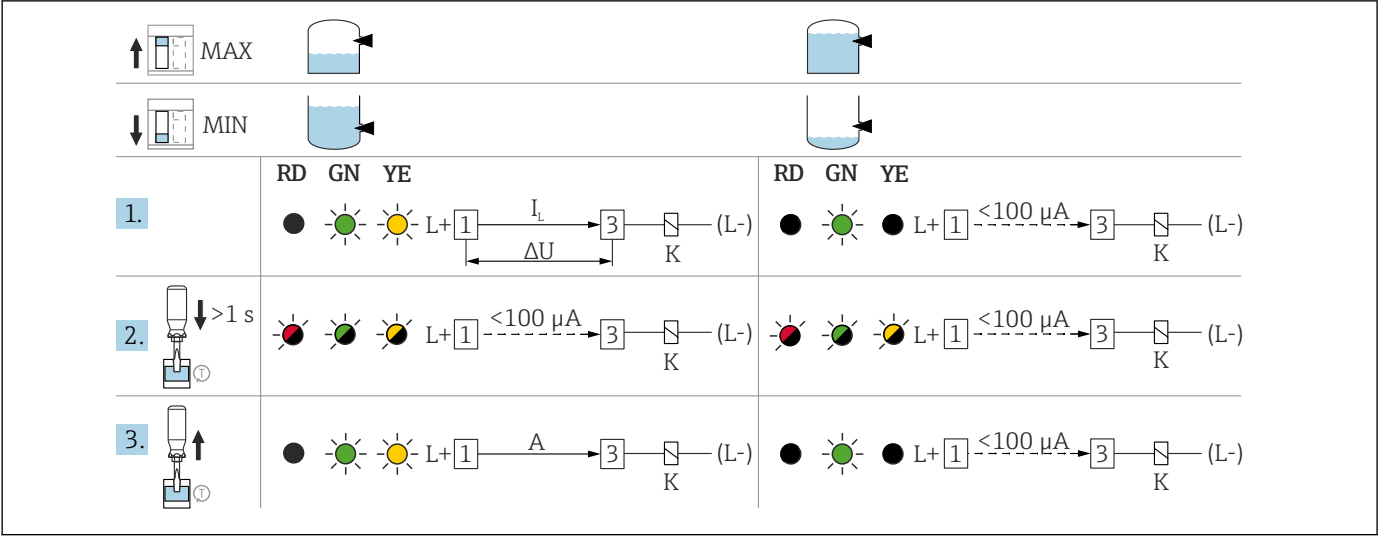 MAX
MIN
RD GN YE RD GN YE
1. L+ 1 I_L 3 (L-) L+ 1 <100 µA 3 (L-)
ΔU K K
2. >1 s L+ 1 <100 µA 3 (L-) L+ 1 <100 µA 3 (L-)
T K K
3. L+ 1 A 3 (L-) L+ 1 <100 µA 3 (L-)
T K K